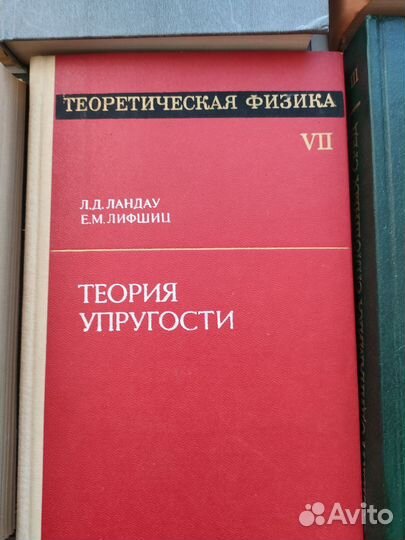 ТЕОРЕТИЧЕСКАЯ ФИЗИКА
VII
Л.Д. ЛАНДАУ
Е.М. ЛИФШИЦ
ТЕОРИЯ
УПРУГОСТИ
Avito